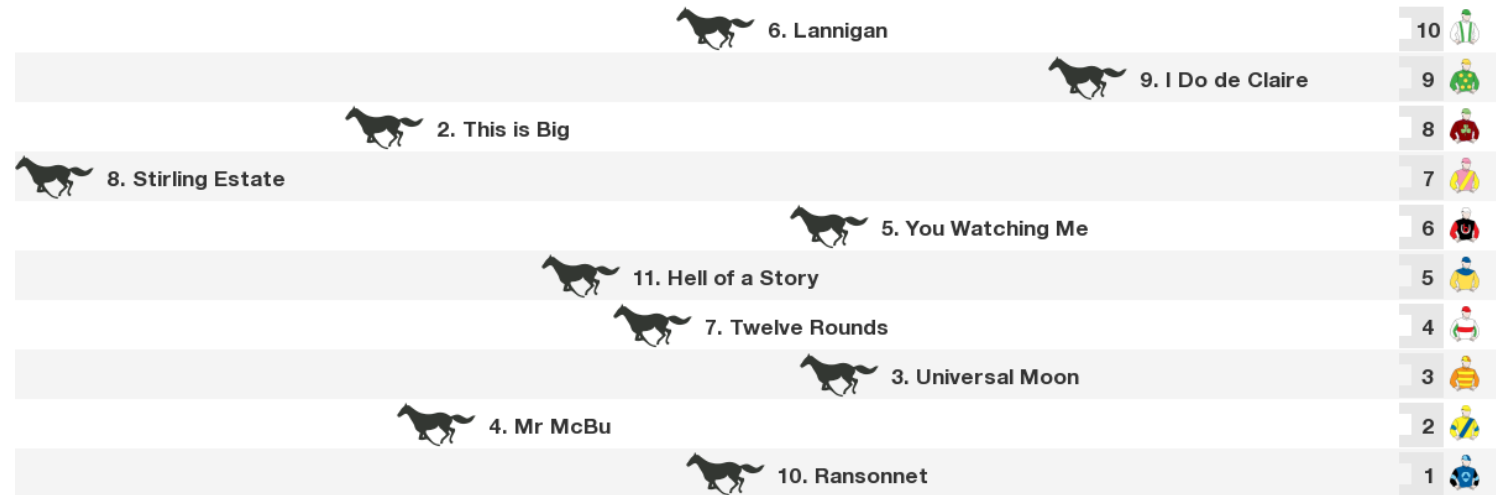 6. Lannigan 10
9. I Do de Claire 9
2. This is Big 8
8. Stirling Estate 7
5. You Watching Me 6
11. Hell of a Story 5
7. Twelve Rounds 4
3. Universal Moon 3
4. Mr McBu 2
10. Ransonnet 1